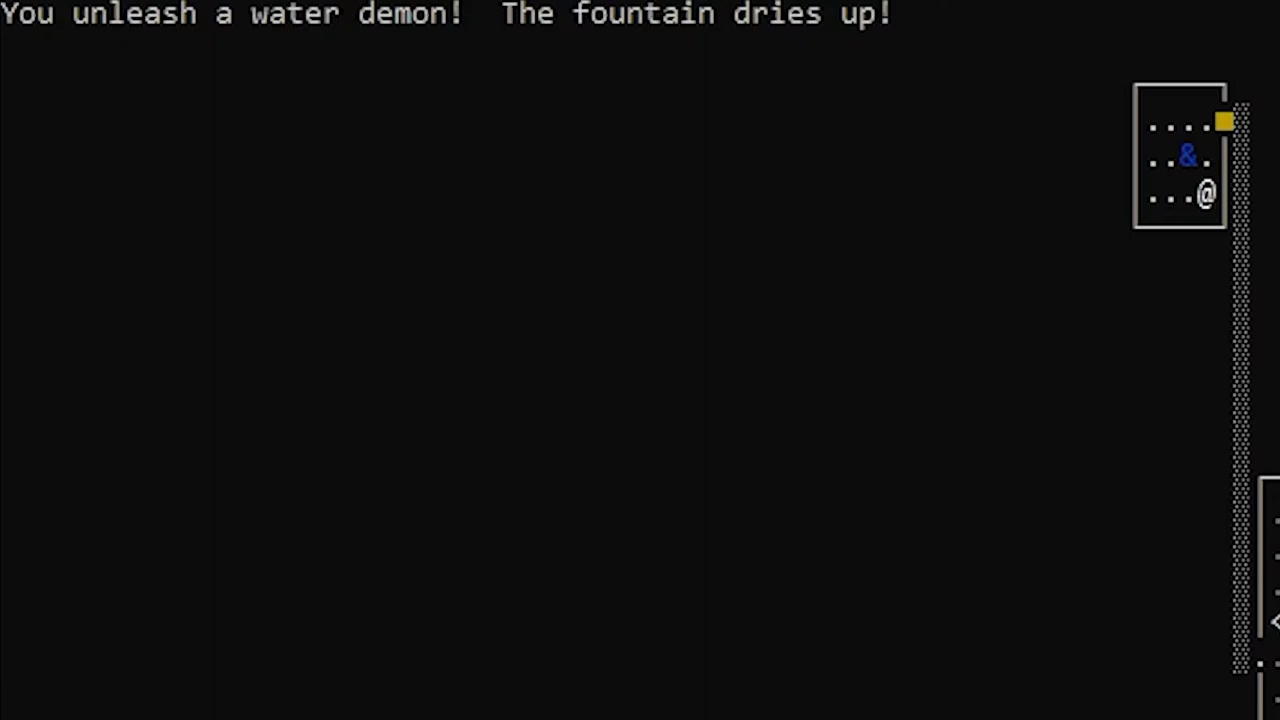 You unleash a water demon!  The fountain dries up!
....
..&.
...@
<